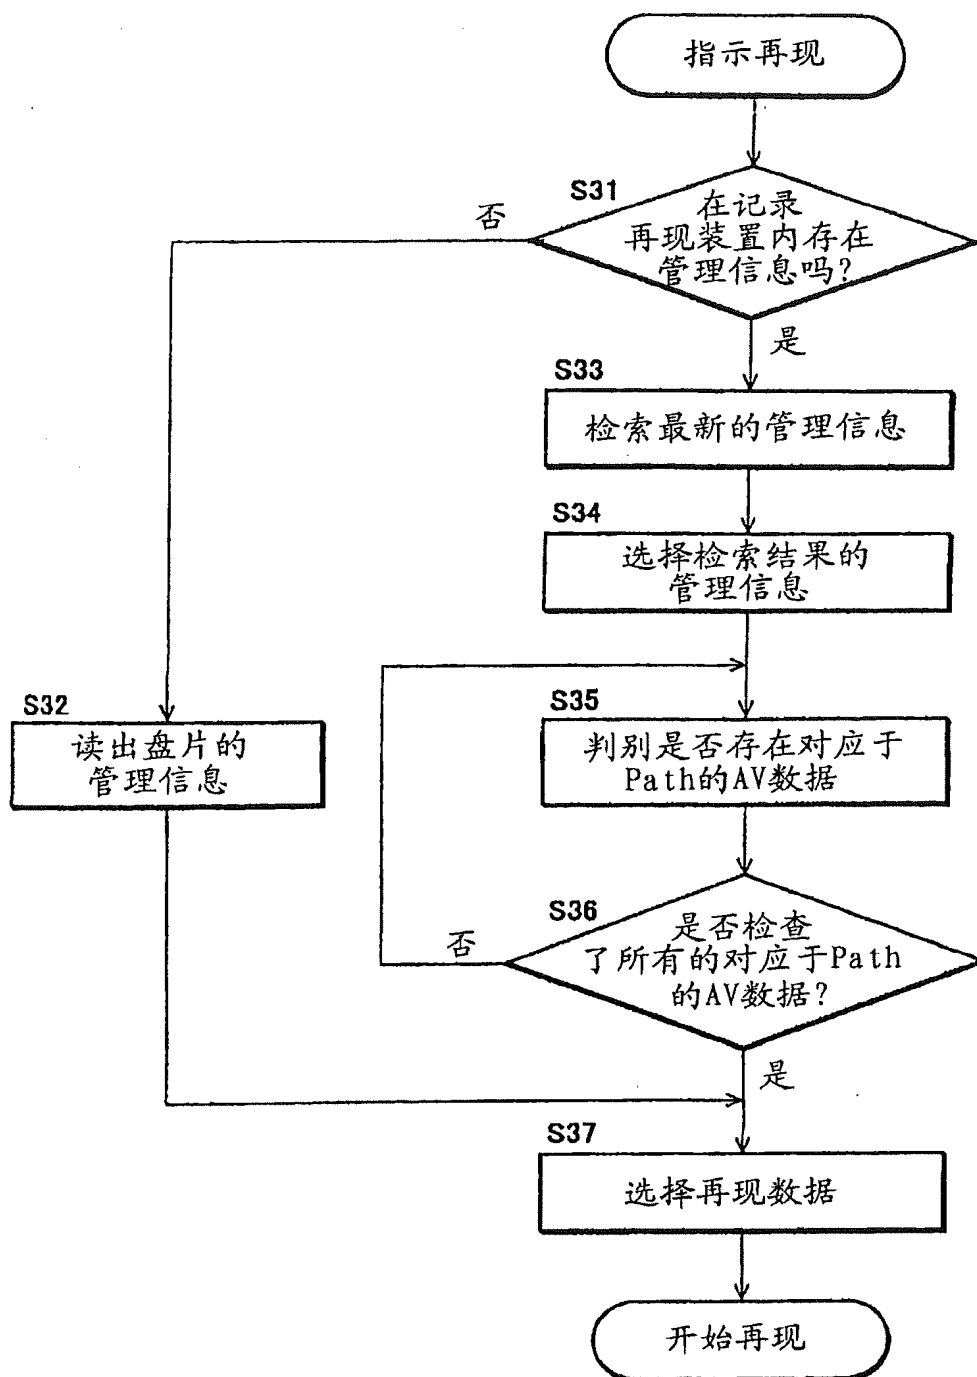 指示再现
S31
在记录
再现装置内存在
管理信息吗?
否
是
S33
检索最新的管理信息
S34
选择检索结果的
管理信息
S32
读出盘片的
管理信息
S35
判别是否存在对应于
Path的AV数据
S36
是否检查
了所有的对应于Path
的AV数据?
否
是
S37
选择再现数据
开始再现